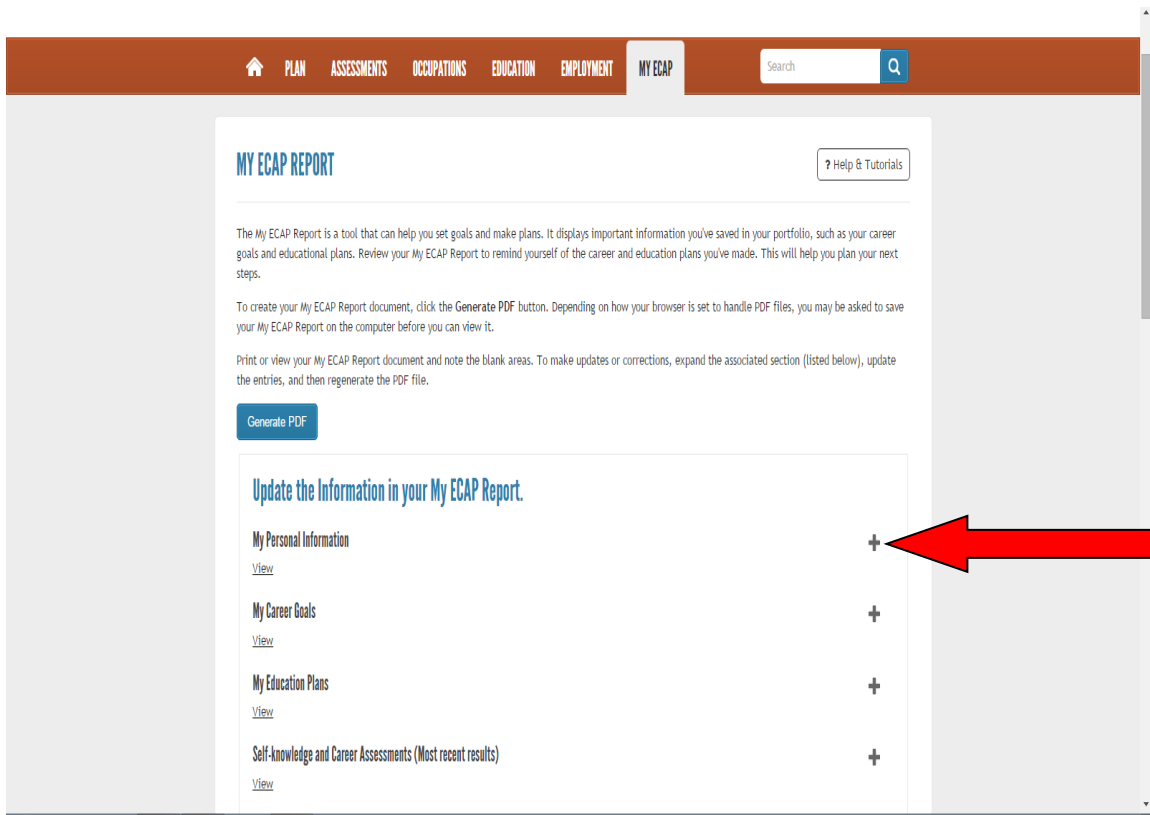 PLAN ASSESSMENTS OCCUPATIONS EDUCATION EMPLOYMENT MY ECAP Search
MY ECAP REPORT
? Help & Tutorials
The My ECAP Report is a tool that can help you set goals and make plans. It displays important information you've saved in your portfolio, such as your career
goals and educational plans. Review your My ECAP Report to remind yourself of the career and education plans you've made. This will help you plan your next
steps.
To create your My ECAP Report document, click the Generate PDF button. Depending on how your browser is set to handle PDF files, you may be asked to save
your My ECAP Report on the computer before you can view it.
Print or view your My ECAP Report document and note the blank areas. To make updates or corrections, expand the associated section (listed below), update
the entries, and then regenerate the PDF file.
Generate PDF
Update the Information in your My ECAP Report.
My Personal Information
View
My Career Goals
View
My Education Plans
View
Self-knowledge and Career Assessments (Most recent results)
View